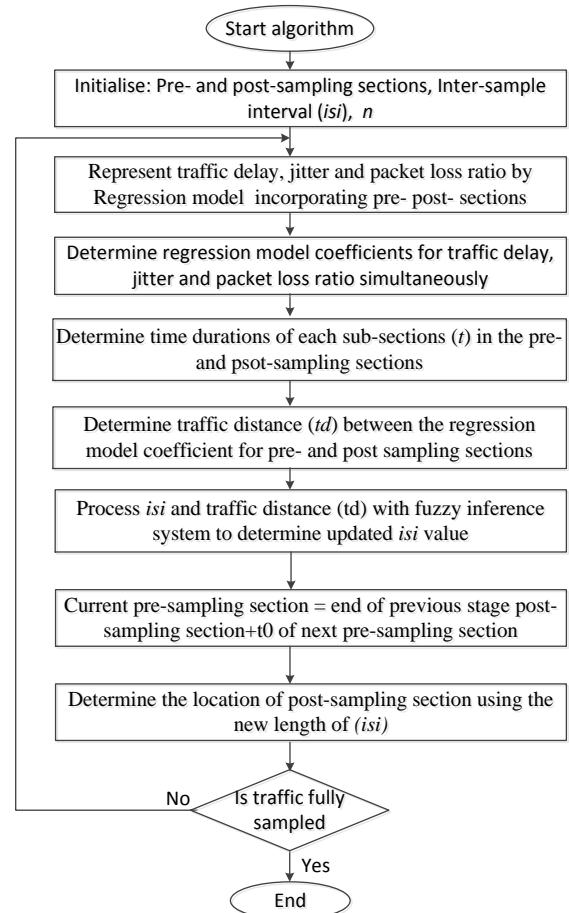 Start algorithm
Initialise: Pre- and post-sampling sections, Inter-sample
interval (isi), n
Represent traffic delay, jitter and packet loss ratio by
Regression model incorporating pre- post- sections
Determine regression model coefficients for traffic delay,
jitter and packet loss ratio simultaneously
Determine time durations of each sub-sections (t) in the pre-
and psot-sampling sections
Determine traffic distance (td) between the regression
model coefficient for pre- and post sampling sections
Process isi and traffic distance (td) with fuzzy inference
system to determine updated isi value
Current pre-sampling section = end of previous stage post-
sampling section+t0 of next pre-sampling section
Determine the location of post-sampling section using the
new length of (isi)
No
Is traffic fully
sampled
Yes
End